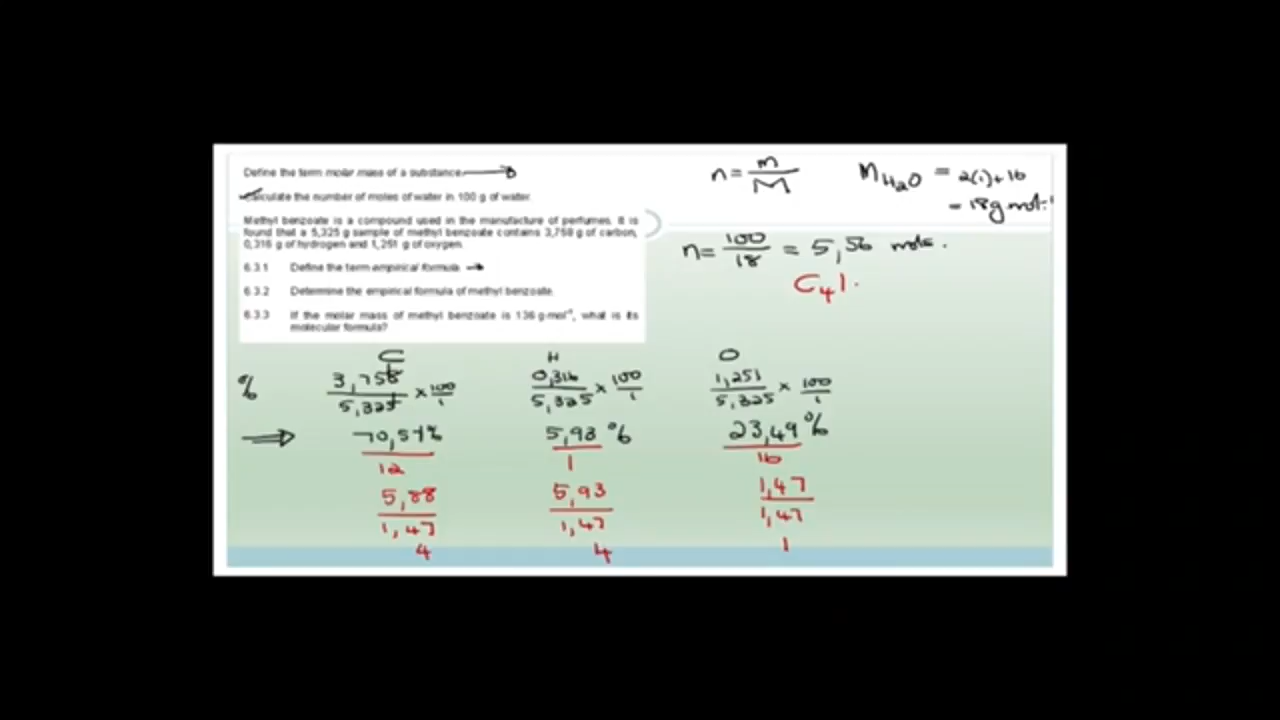 Define the term molar mass of a substance.
Calculate the number of moles of water in 100 g of water.
Methyl benzoate is a compound used in the manufacture of perfumes. It is
found that a 5,325 g sample of methyl benzoate contains 3,758 g of carbon,
0,316 g of hydrogen and 1,251 g of oxygen.
6.3.1 Define the term empirical formula.
6.3.2 Determine the empirical formula of methyl benzoate.
6.3.3 If the molar mass of methyl benzoate is 136 g·mol⁻¹, what is its
molecular formula?
n = m/M
M H₂O = 2(1) + 16
= 18 g mol⁻¹
n = 100/18 = 5,56 mols.
C₄
C H O
% 3,758/5,325 × 100/1 0,316/5,325 × 100/1 1,251/5,325 × 100/1
⇒ 70,57% 5,93 % 23,49 %
12 1 16
5,88 5,93 1,47
1,47 1,47 1,47
4 4 1